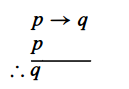 p → q
p
∴ q